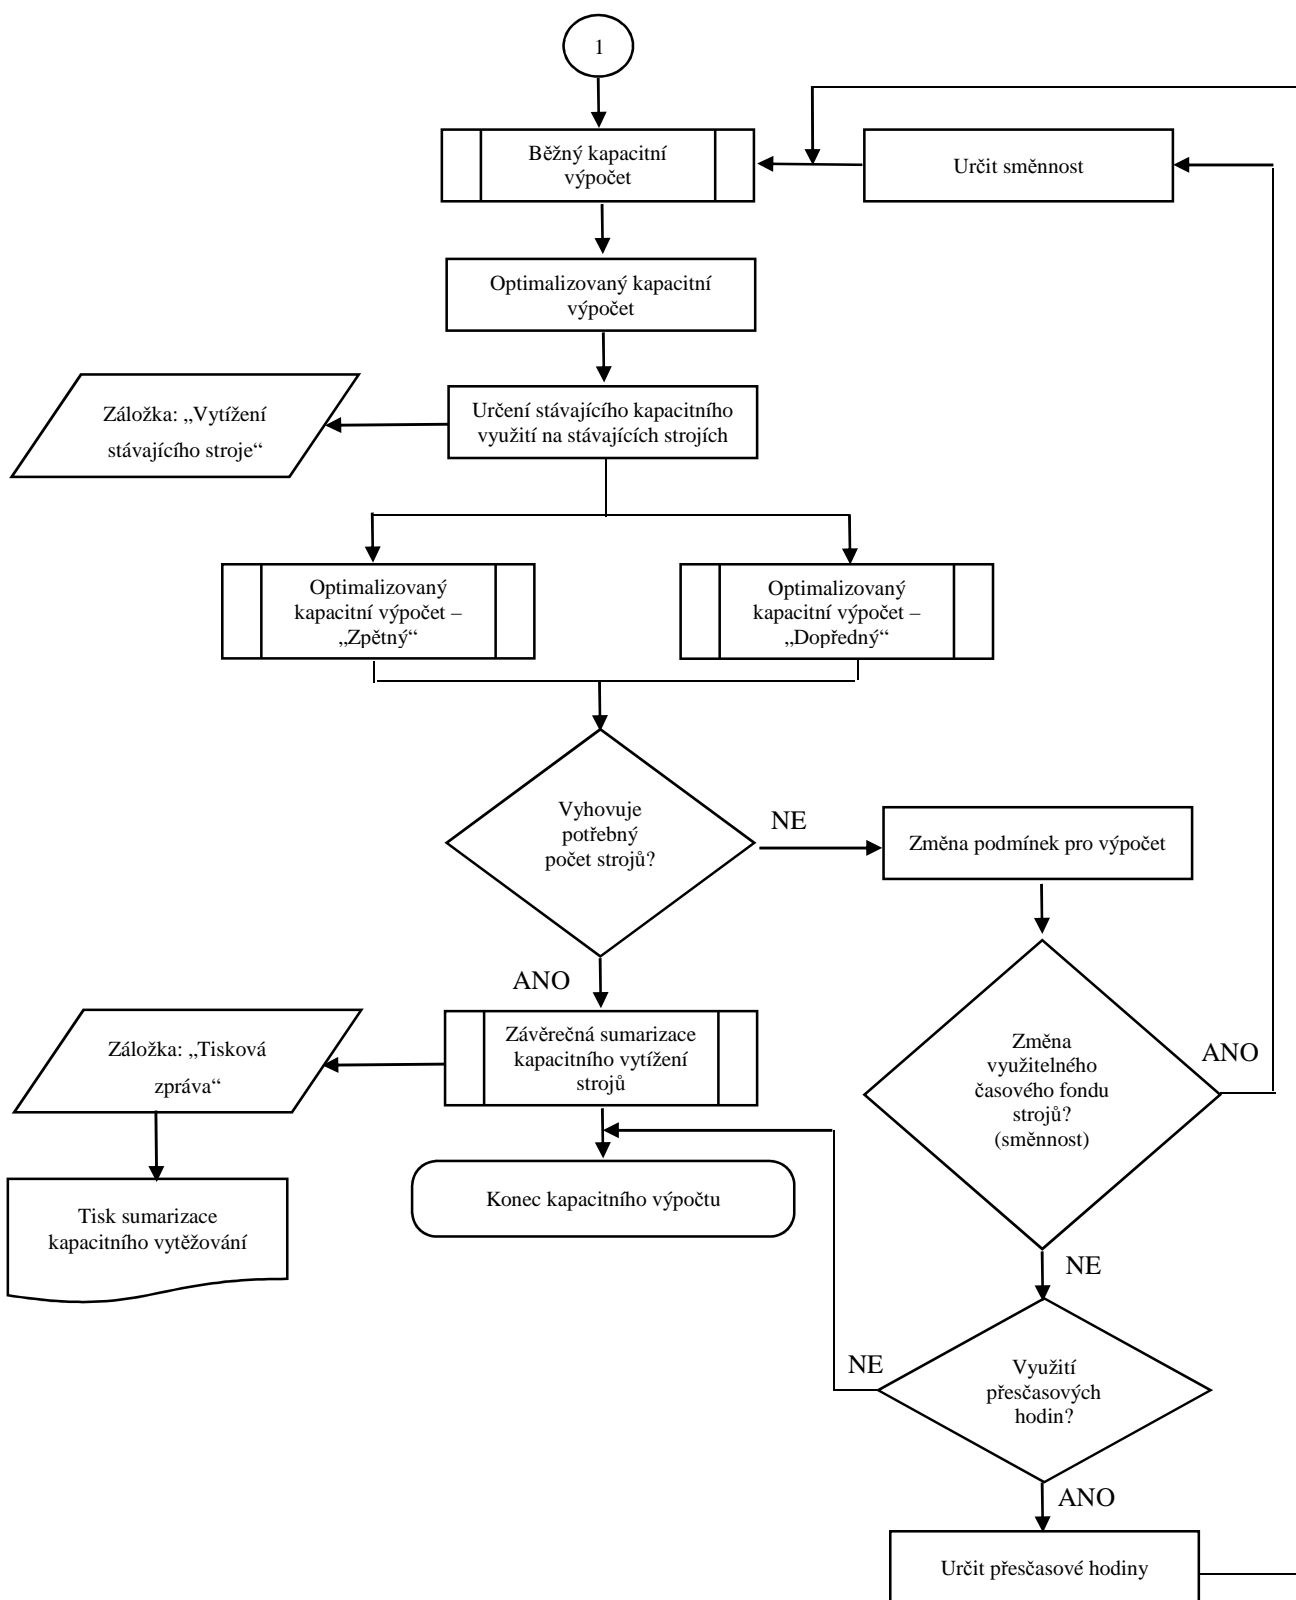 1
Běžný kapacitní
výpočet
Určit směnnost
Optimalizovaný kapacitní
výpočet
Záložka: „Vytížení
stávajícího stroje“
Určení stávajícího kapacitního
využití na stávajících strojích
Optimalizovaný
kapacitní výpočet –
„Zpětný“
Optimalizovaný
kapacitní výpočet –
„Dopředný“
Vyhovuje
potřebný
počet strojů?
NE
Změna podmínek pro výpočet
ANO
Záložka: „Tisková
zpráva“
Závěrečná sumarizace
kapacitního vytížení
strojů
Změna
využitelného
časového fondu
strojů?
(směnnost)
ANO
Konec kapacitního výpočtu
Tisk sumarizace
kapacitního vytěžování
NE
NE
Využití
přesčasových
hodin?
ANO
Určit přesčasové hodiny